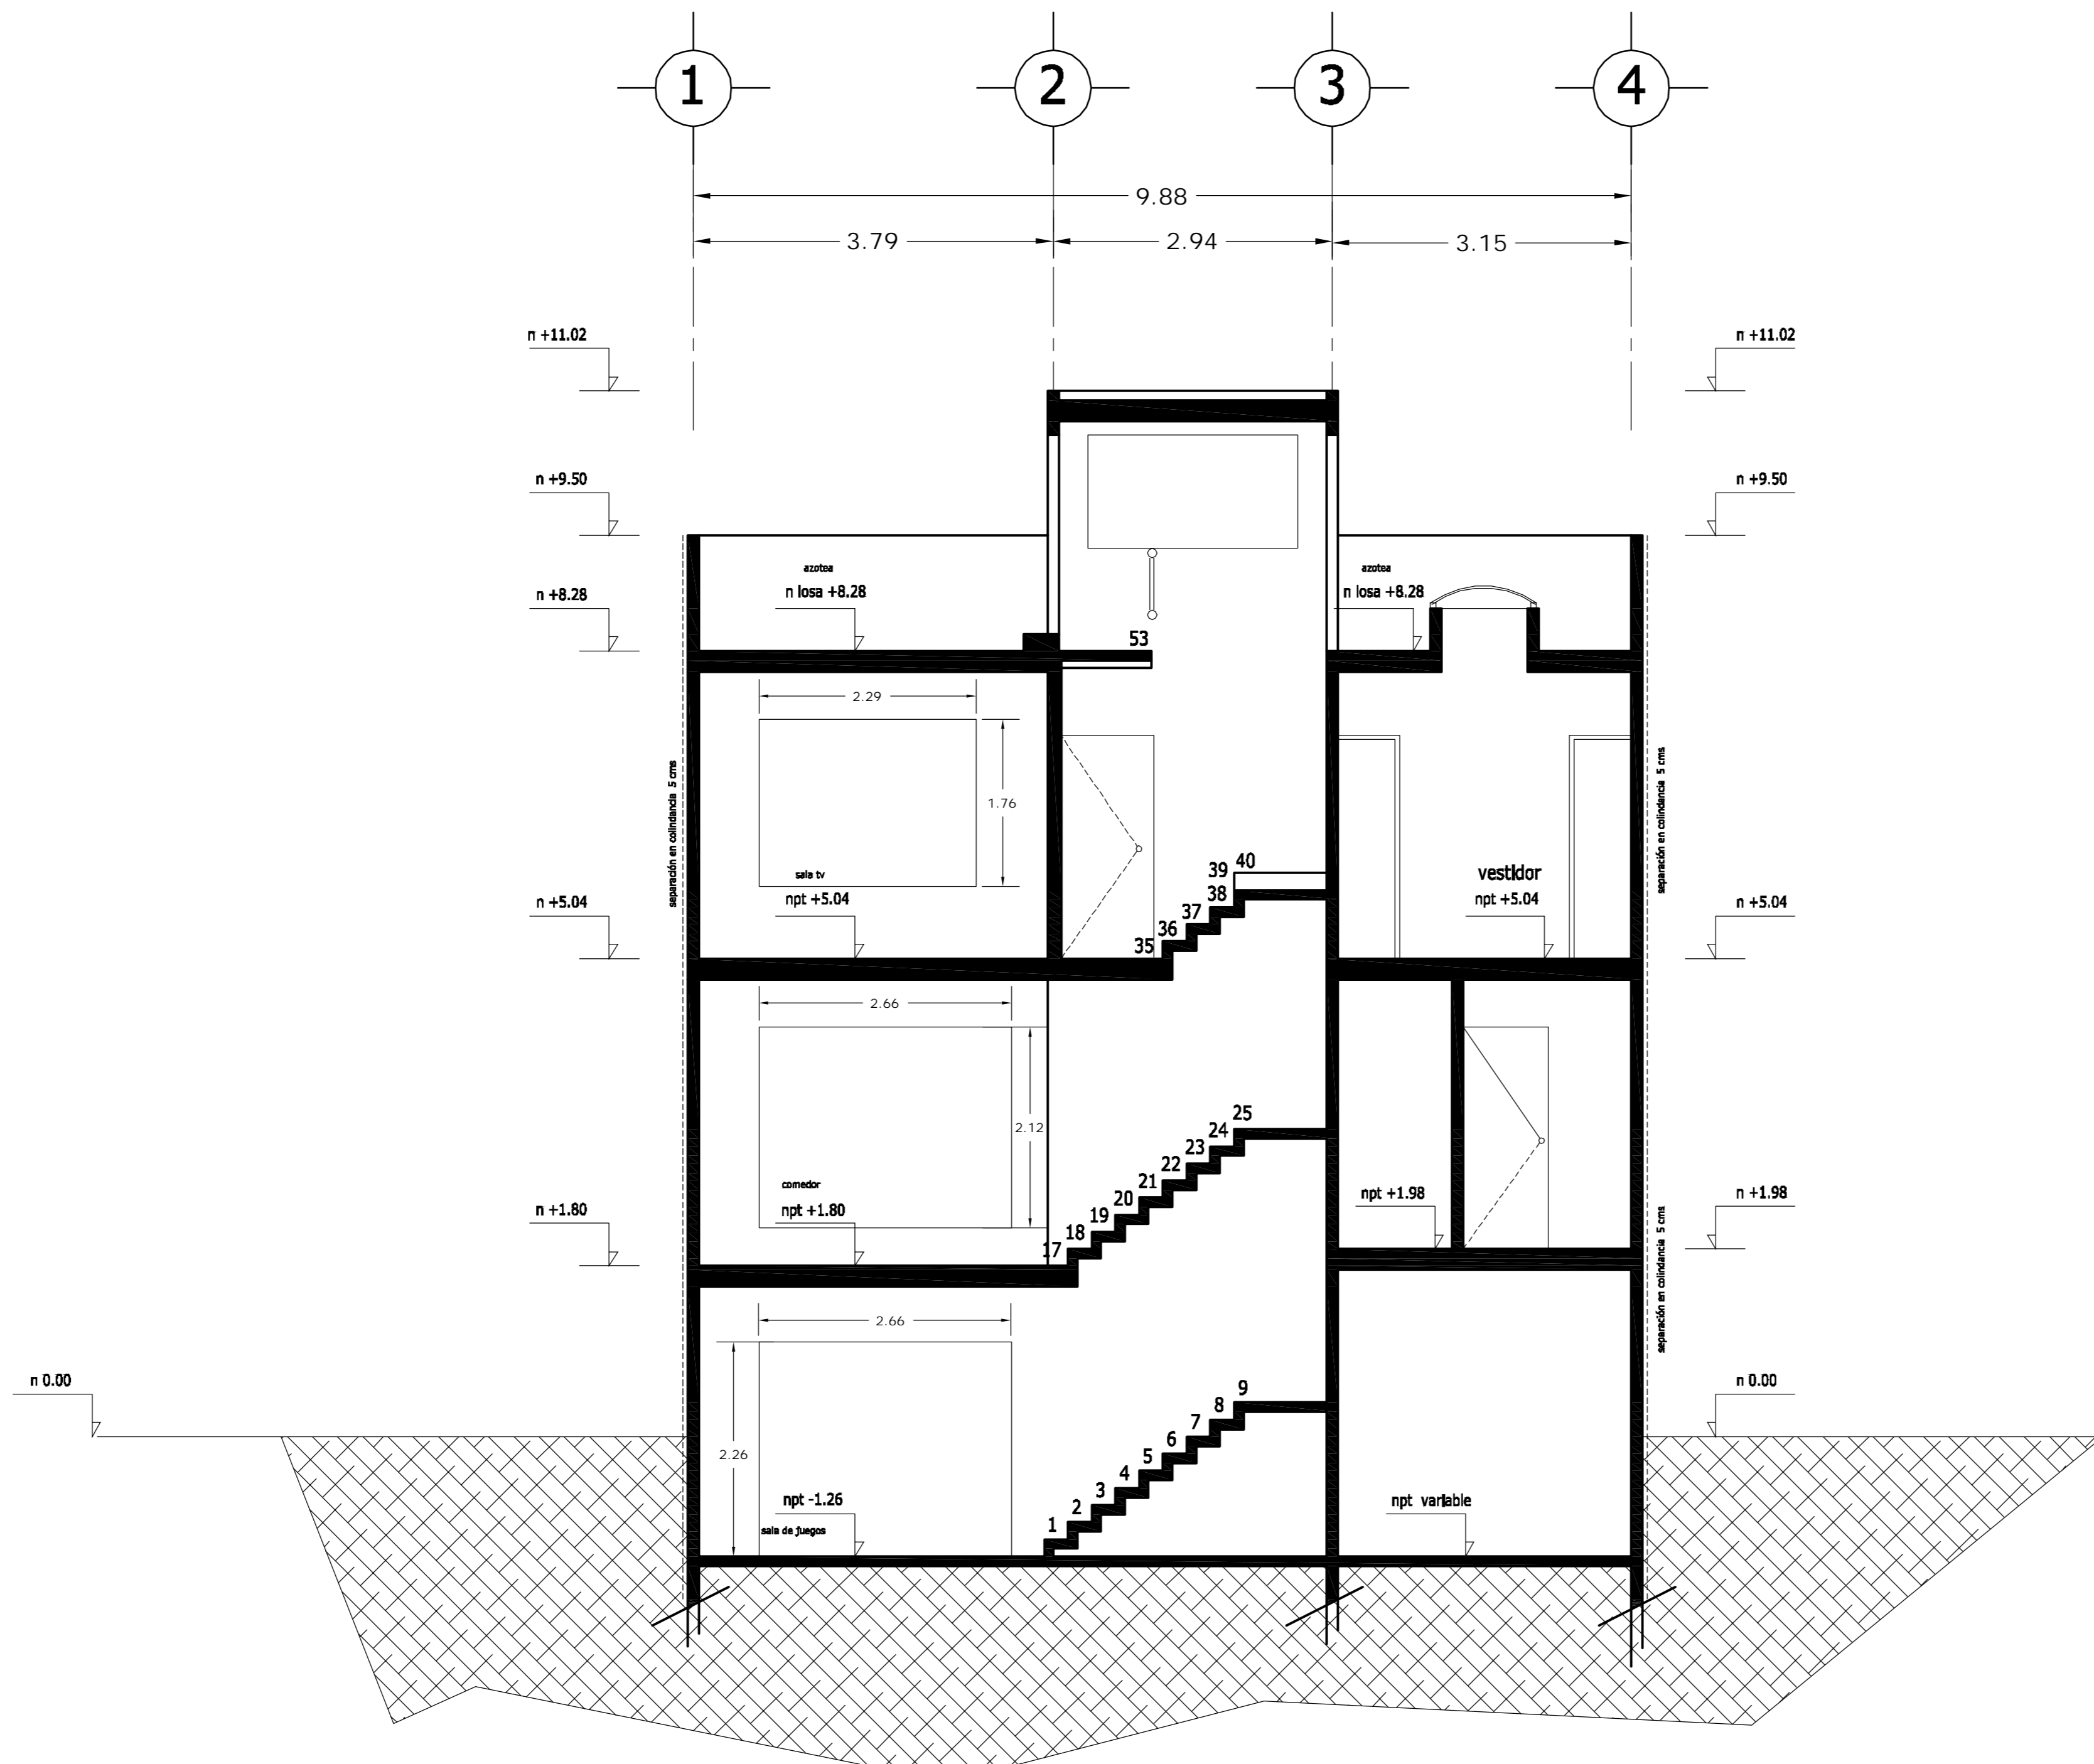 1 2 3 4
9.88
3.79 2.94 3.15
n +11.02 n +11.02
n +9.50 n +9.50
azotea azotea
n +8.28 n losa +8.28 n losa +8.28
53
2.29
1.76
separación en colindancia 5 cms
separación en colindancia 5 cms
sala tv
39 40
vestidor
npt +5.04 38 npt +5.04
n +5.04 n +5.04
37
36
35
2.66
2.12
25
24
23
22
21
comedor
npt +1.80 20 npt +1.98 n +1.98
n +1.80
19
18
17
separación en colindancia 5 cms
2.66
n 0.00 n 0.00
9
8
7
6
2.26
5
4
npt -1.26 3 npt variable
2
sala de juegos 1